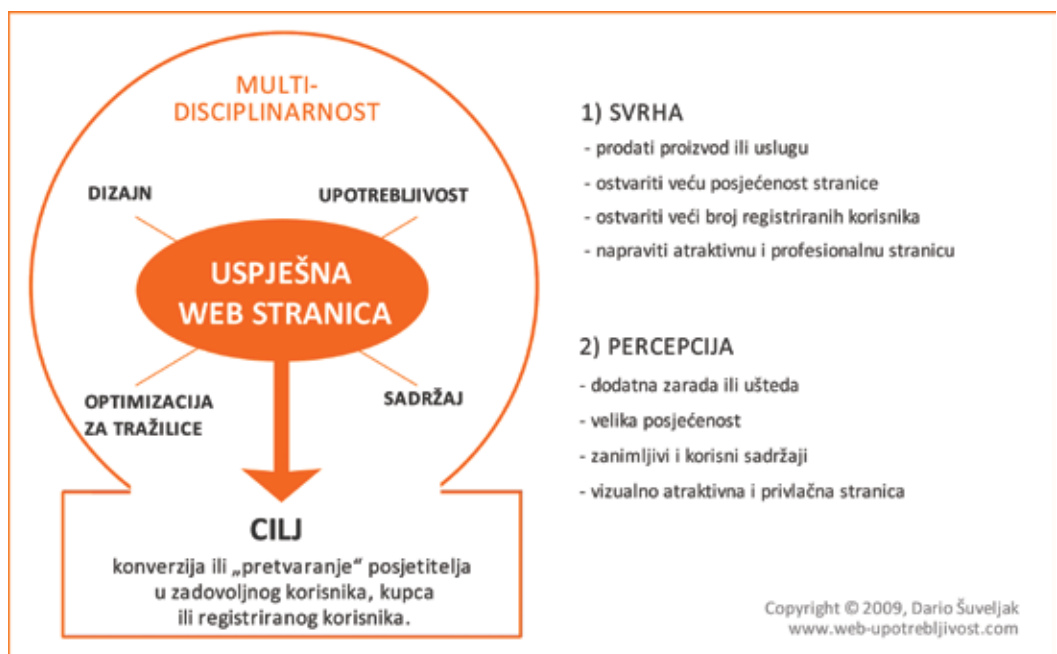 MULTI-
DISCIPLINARNOST
DIZAJN
UPOTREBLJIVOST
USPJEŠNA
WEB STRANICA
OPTIMIZACIJA
ZA TRAŽILICE
SADRŽAJ
CILJ
konverzija ili „pretvaranje“ posjetitelja
u zadovoljnog korisnika, kupca
ili registriranog korisnika.
1) SVRHA
- prodati proizvod ili uslugu
- ostvariti veću posjećenost stranice
- ostvariti veći broj registriranih korisnika
- napraviti atraktivnu i profesionalnu stranicu
2) PERCEPCIJA
- dodatna zarada ili ušteda
- velika posjećenost
- zanimljivi i korisni sadržaji
- vizualno atraktivna i privlačna stranica
Copyright © 2009, Dario Šuveljak
www.web-upotrebljivost.com